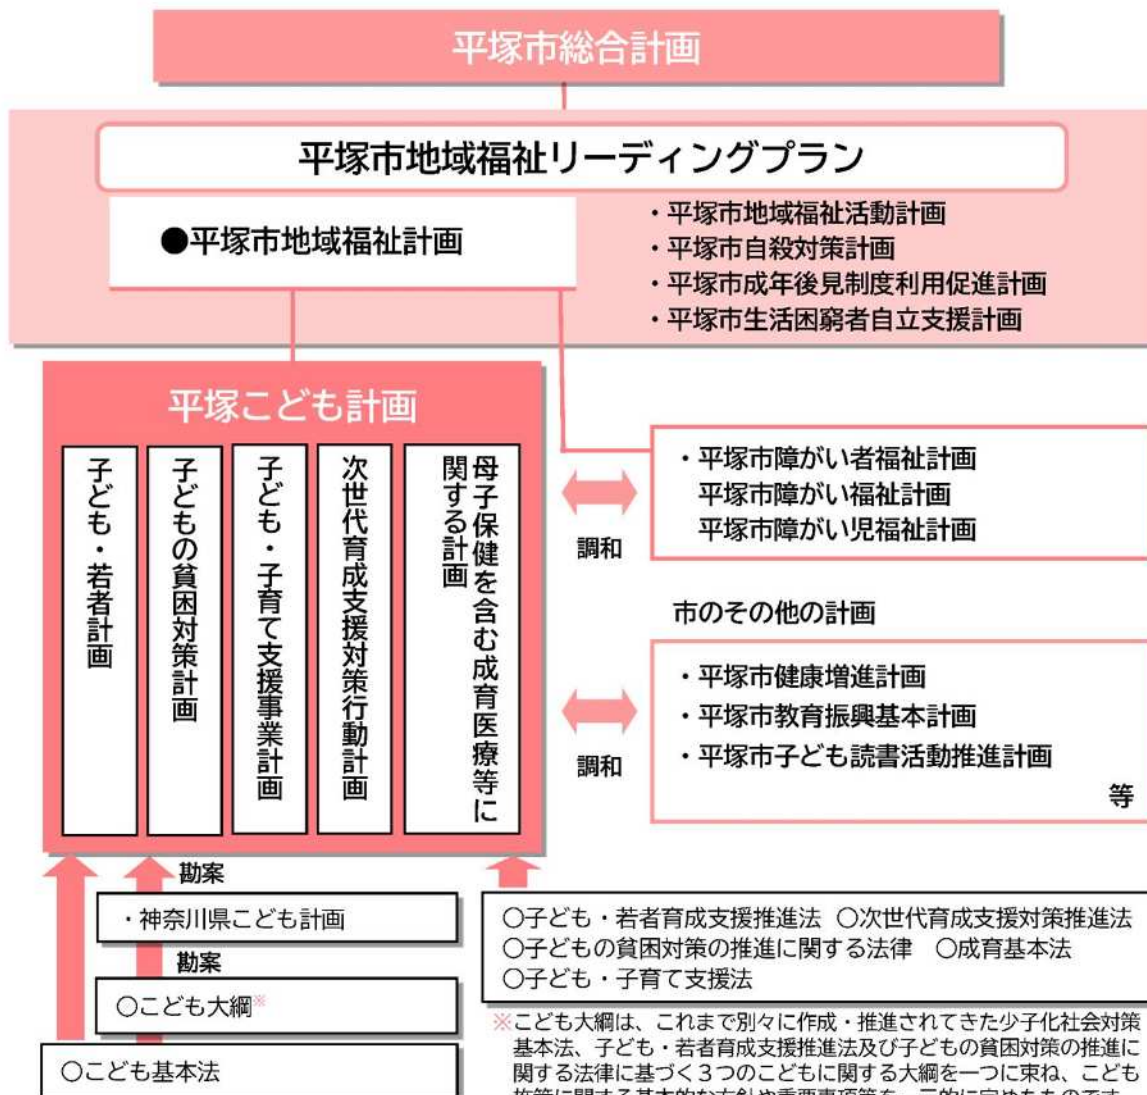 平塚市総合計画
平塚市地域福祉リーディングプラン
●平塚市地域福祉計画
・平塚市地域福祉活動計画
・平塚市自殺対策計画
・平塚市成年後見制度利用促進計画
・平塚市生活困窮者自立支援計画
平塚こども計画
子ども・若者計画
子どもの貧困対策計画
子ども・子育て支援事業計画
次世代育成支援対策行動計画
母子保健を含む成育医療等に
関する計画
調和
・平塚市障がい者福祉計画
平塚市障がい福祉計画
平塚市障がい児福祉計画
市のその他の計画
調和
・平塚市健康増進計画
・平塚市教育振興基本計画
・平塚市子ども読書活動推進計画
等
勘案
・神奈川県こども計画
勘案
○こども大綱※
○こども基本法
○子ども・若者育成支援推進法 ○次世代育成支援対策推進法
○子どもの貧困対策の推進に関する法律 ○成育基本法
○子ども・子育て支援法
※こども大綱は、これまで別々に作成・推進されてきた少子化社会対策
基本法、子ども・若者育成支援推進法及び子どもの貧困対策の推進に
関する法律に基づく3つのこどもに関する大綱を一つに束ね、こども